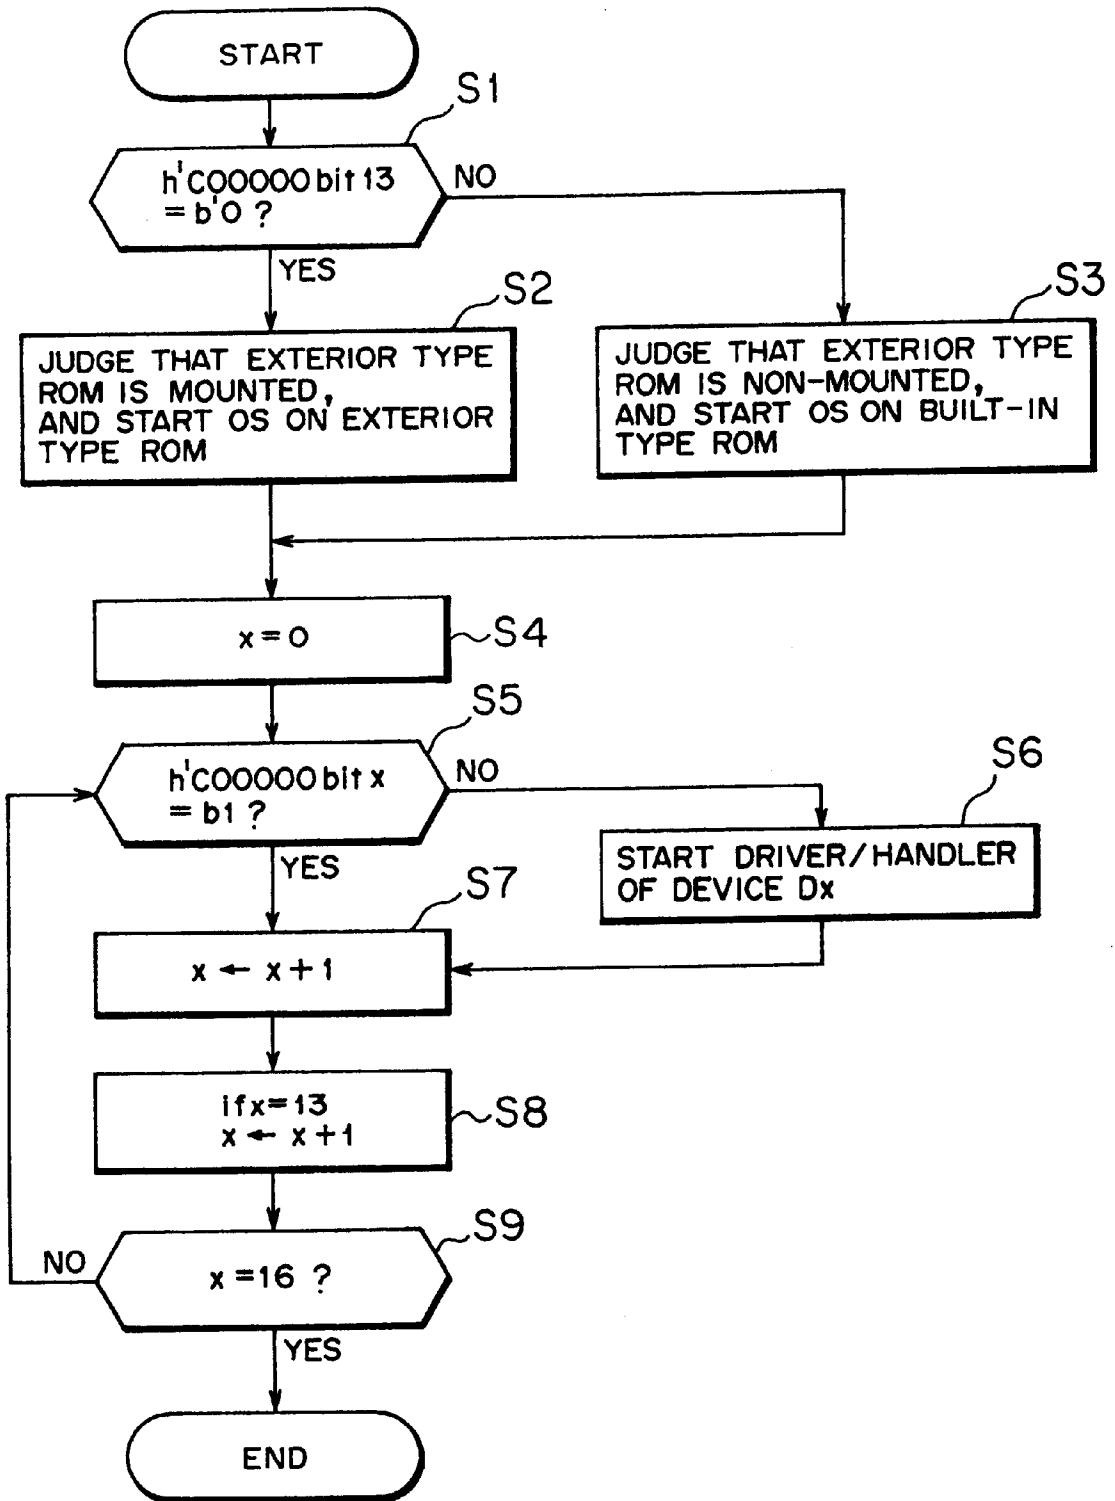 START
S1
h'C00000 bit 13
= b'0 ?
NO
YES
S2
JUDGE THAT EXTERIOR TYPE
ROM IS MOUNTED,
AND START OS ON EXTERIOR
TYPE ROM
S3
JUDGE THAT EXTERIOR TYPE
ROM IS NON-MOUNTED,
AND START OS ON BUILT-IN
TYPE ROM
x = 0
S4
S5
h'C00000 bit x
= b1 ?
NO
YES
S6
START DRIVER/HANDLER
OF DEVICE Dx
S7
x ← x + 1
if x = 13
x ← x + 1
S8
S9
x = 16 ?
NO
YES
END